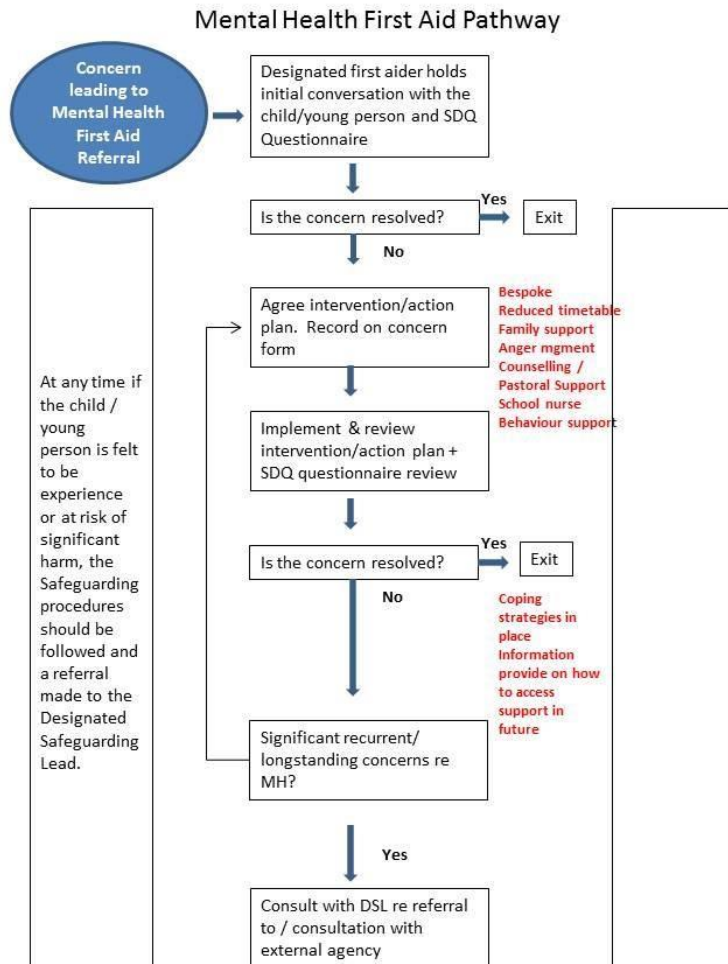 Mental Health First Aid Pathway
Concern
leading to
Mental Health
First Aid
Referral
Designated first aider holds
initial conversation with the
child/young person and SDQ
Questionnaire
Is the concern resolved?
Yes
Exit
No
Agree intervention/action
plan. Record on concern
form
Bespoke
Reduced timetable
Family support
Anger mgment
Counselling /
Pastoral Support
School nurse
Behaviour support
At any time if
the child /
young
person is felt
to be
experience
or at risk of
significant
harm, the
Safeguarding
procedures
should be
followed and
a referral
made to the
Designated
Safeguarding
Lead.
Implement & review
intervention/action plan +
SDQ questionnaire review
Is the concern resolved?
Yes
Exit
No
Coping
strategies in
place
Information
provide on how
to access
support in
future
Significant recurrent/
longstanding concerns re
MH?
Yes
Consult with DSL re referral
to / consultation with
external agency